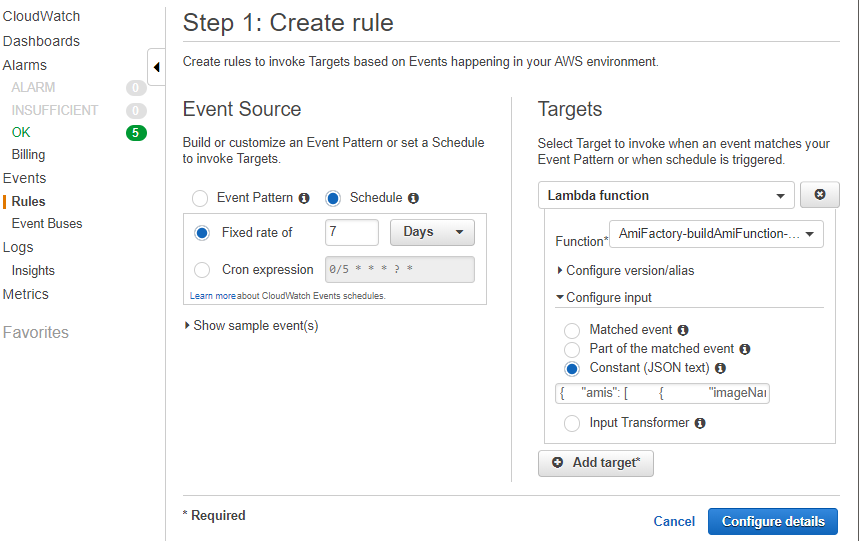 CloudWatch
Dashboards
Alarms
ALARM 0
INSUFFICIENT 0
OK 5
Billing
Events
Rules
Event Buses
Logs
Insights
Metrics
Favorites
Step 1: Create rule
Create rules to invoke Targets based on Events happening in your AWS environment.
Event Source
Build or customize an Event Pattern or set a Schedule
to invoke Targets.
Event Pattern Schedule
Fixed rate of 7 Days
Cron expression 0/5 * * * ? *
Learn more about CloudWatch Events schedules.
Show sample event(s)
Targets
Select Target to invoke when an event matches your
Event Pattern or when schedule is triggered.
Lambda function
Function* AmiFactory-buildAmiFunction-...
Configure version/alias
Configure input
Matched event
Part of the matched event
Constant (JSON text)
{ "amis": [ { "imageNa
Input Transformer
Add target*
* Required
Cancel Configure details